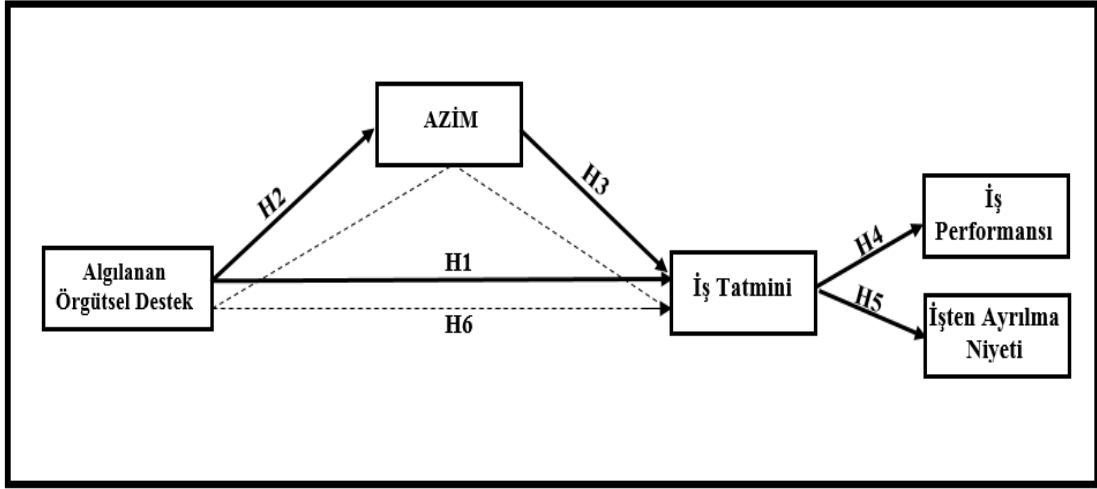 AZİM
H2
H3
Algılanan
Örgütsel Destek
H1
H6
İş Tatmini
H4
H5
İş
Performansı
İşten Ayrılma
Niyeti